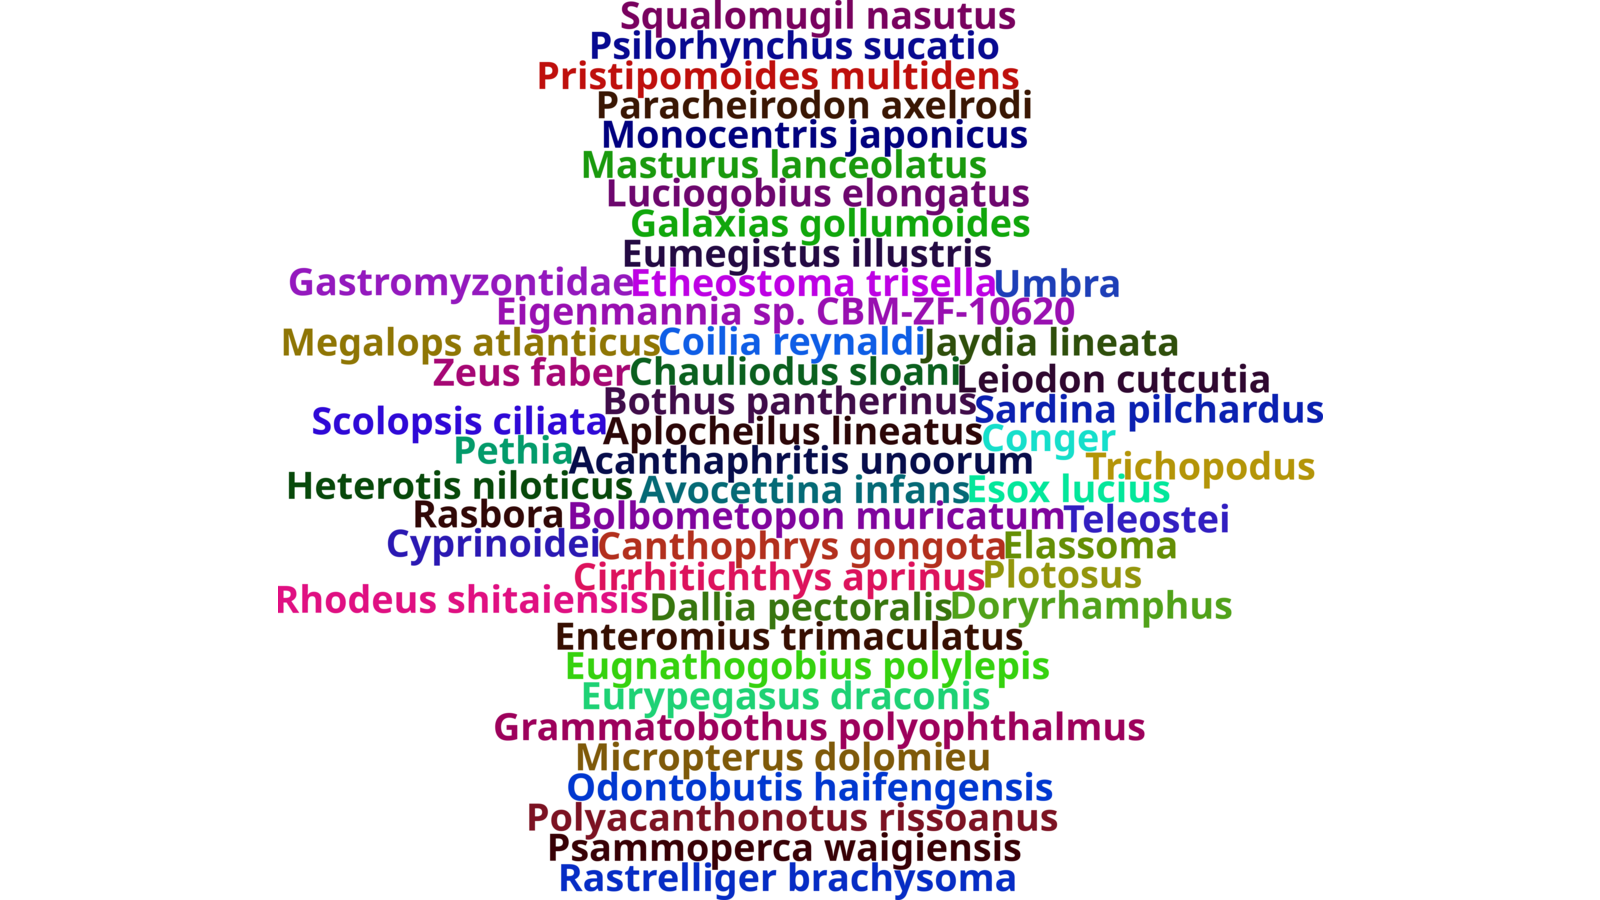 Squalomugil nasutus
Psilorhynchus sucatio
Pristipomoides multidens
Paracheirodon axelrodi
Monocentris japonicus
Masturus lanceolatus
Luciogobius elongatus
Galaxias gollumoides
Eumegistus illustris
Gastromyzontidae Etheostoma trisella Umbra
Eigenmannia sp. CBM-ZF-10620
Megalops atlanticus Coilia reynaldi Jaydia lineata
Zeus faber Chauliodus sloani Leiodon cutcutia
Bothus pantherinus Sardina pilchardus
Scolopsis ciliata Aplocheilus lineatus Conger
Pethia Acanthaphritis unoorum Trichopodus
Heterotis niloticus Avocettina infans Esox lucius
Rasbora Bolbometopon muricatum Teleostei
Cyprinoidei Canthophrys gongota Elassoma
Cirrhitichthys aprinus Plotosus
Rhodeus shitaiensis Dallia pectoralis Doryrhamphus
Enteromius trimaculatus
Eugnathogobius polylepis
Eurypegasus draconis
Grammatobothus polyophthalmus
Micropterus dolomieu
Odontobutis haifengensis
Polyacanthonotus rissoanus
Psammoperca waigiensis
Rastrelliger brachysoma